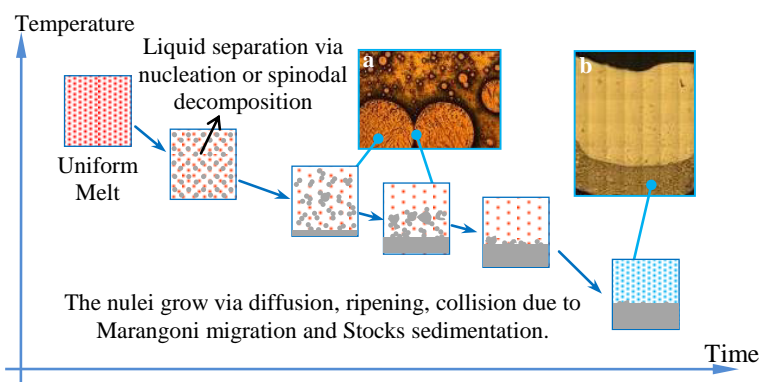 Temperature
Liquid separation via
nucleation or spinodal
decomposition
a
b
Uniform
Melt
The nulei grow via diffusion, ripening, collision due to
Marangoni migration and Stocks sedimentation.
Time